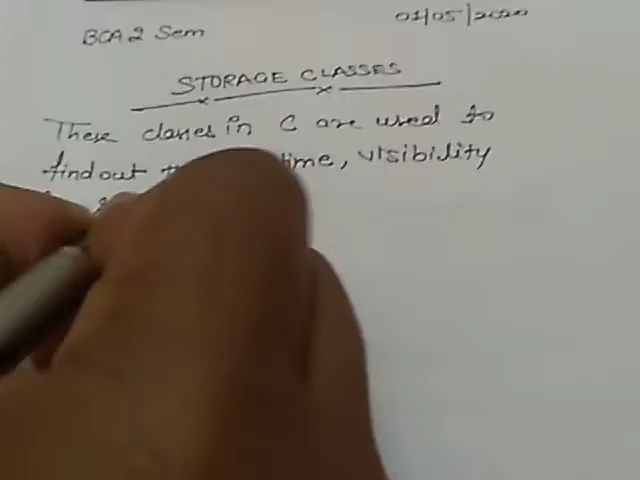 01/05/2020
BCA 2 Sem
STORAGE CLASSES
These classes in C are used to
find out time, visibility